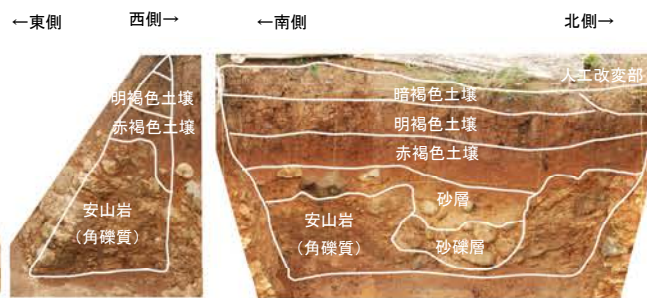 ←東側
西側→
←南側
北側→
明褐色土壌
赤褐色土壌
安山岩
（角礫質）
人工改変部
暗褐色土壌
明褐色土壌
赤褐色土壌
砂層
安山岩
（角礫質）
砂礫層